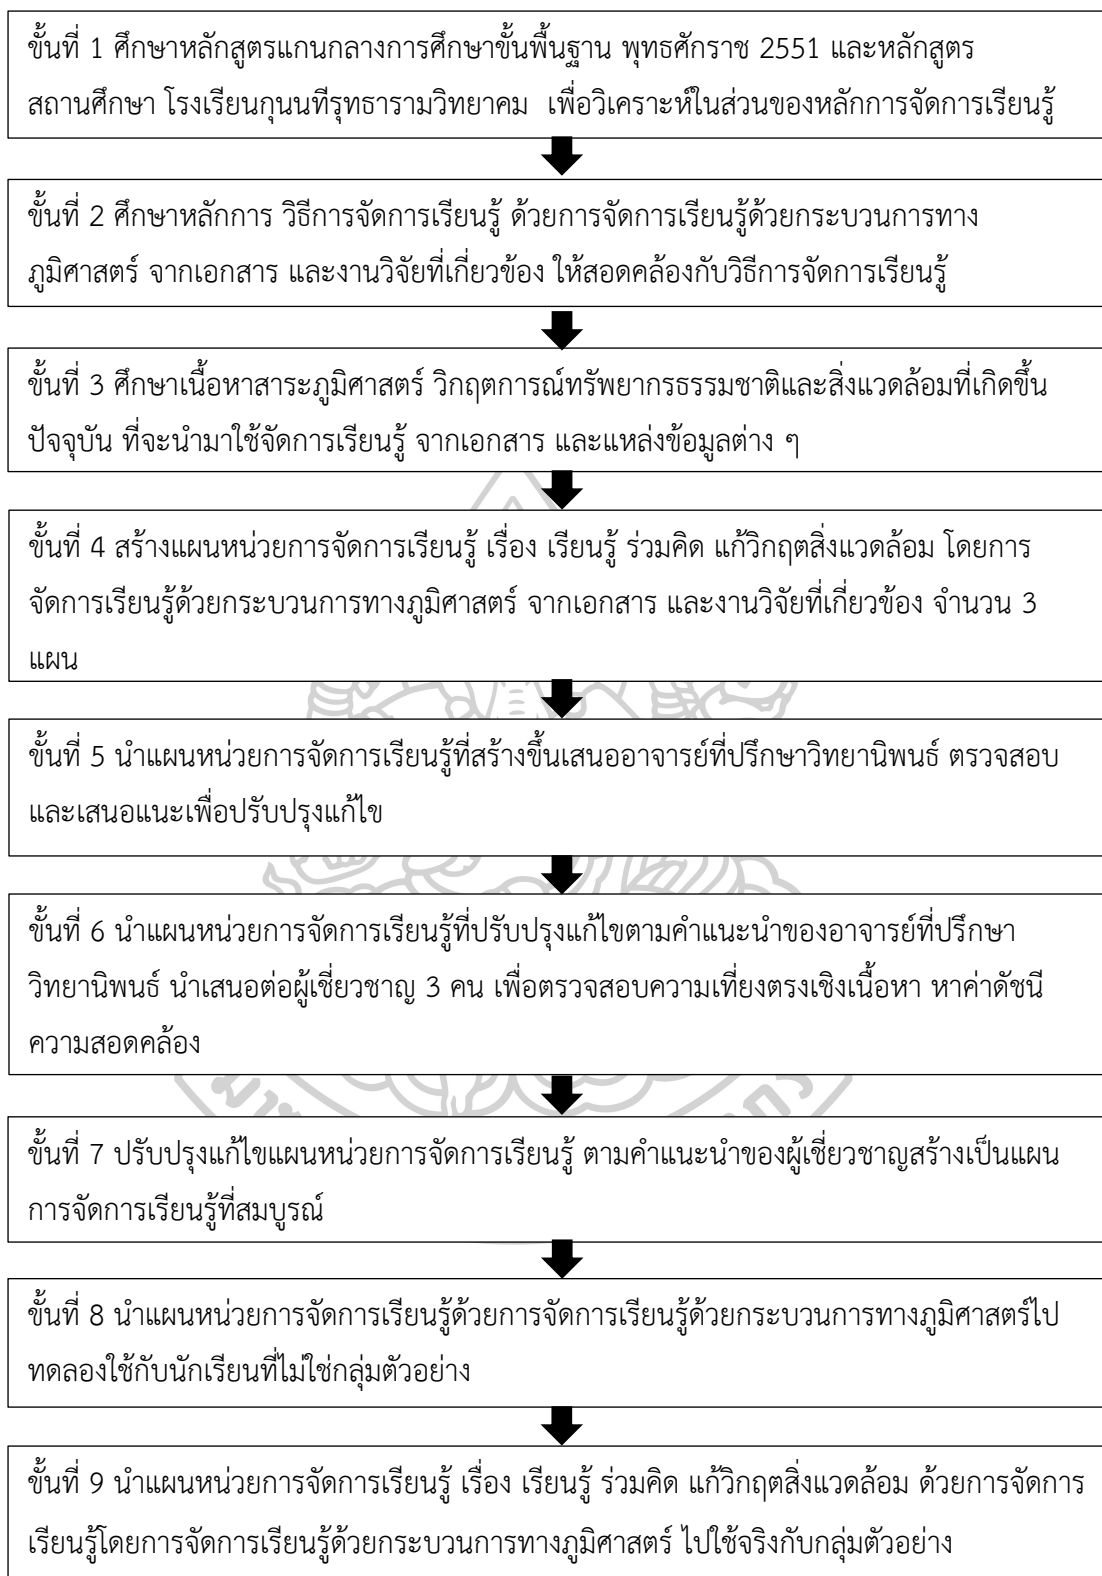 ขั้นที่ 1 ศึกษาหลักสูตรแกนกลางการศึกษาขั้นพื้นฐาน พุทธศักราช 2551 และหลักสูตร
สถานศึกษา โรงเรียนกุนนทีรุทธารามวิทยาคม เพื่อวิเคราะห์ในส่วนของหลักการจัดการเรียนรู้
ขั้นที่ 2 ศึกษาหลักการ วิธีการจัดการเรียนรู้ ด้วยการจัดการเรียนรู้ด้วยกระบวนการทาง
ภูมิศาสตร์ จากเอกสาร และงานวิจัยที่เกี่ยวข้อง ให้สอดคล้องกับวิธีการจัดการเรียนรู้
ขั้นที่ 3 ศึกษาเนื้อหาสาระภูมิศาสตร์ วิกฤตการณ์ทรัพยากรธรรมชาติและสิ่งแวดล้อมที่เกิดขึ้น
ปัจจุบัน ที่จะนำมาใช้จัดการเรียนรู้ จากเอกสาร และแหล่งข้อมูลต่าง ๆ
ขั้นที่ 4 สร้างแผนหน่วยการจัดการเรียนรู้ เรื่อง เรียนรู้ ร่วมคิด แก้วิกฤตสิ่งแวดล้อม โดยการ
จัดการเรียนรู้ด้วยกระบวนการทางภูมิศาสตร์ จากเอกสาร และงานวิจัยที่เกี่ยวข้อง จำนวน 3
แผน
ขั้นที่ 5 นำแผนหน่วยการจัดการเรียนรู้ที่สร้างขึ้นเสนออาจารย์ที่ปรึกษาวิทยานิพนธ์ ตรวจสอบ
และเสนอแนะเพื่อปรับปรุงแก้ไข
ขั้นที่ 6 นำแผนหน่วยการจัดการเรียนรู้ที่ปรับปรุงแก้ไขตามคำแนะนำของอาจารย์ที่ปรึกษา
วิทยานิพนธ์ นำเสนอต่อผู้เชี่ยวชาญ 3 คน เพื่อตรวจสอบความเที่ยงตรงเชิงเนื้อหา หาค่าดัชนี
ความสอดคล้อง
ขั้นที่ 7 ปรับปรุงแก้ไขแผนหน่วยการจัดการเรียนรู้ ตามคำแนะนำของผู้เชี่ยวชาญสร้างเป็นแผน
การจัดการเรียนรู้ที่สมบูรณ์
ขั้นที่ 8 นำแผนหน่วยการจัดการเรียนรู้ด้วยการจัดการเรียนรู้ด้วยกระบวนการทางภูมิศาสตร์ไป
ทดลองใช้กับนักเรียนที่ไม่ใช่กลุ่มตัวอย่าง
ขั้นที่ 9 นำแผนหน่วยการจัดการเรียนรู้ เรื่อง เรียนรู้ ร่วมคิด แก้วิกฤตสิ่งแวดล้อม ด้วยการจัดการ
เรียนรู้โดยการจัดการเรียนรู้ด้วยกระบวนการทางภูมิศาสตร์ ไปใช้จริงกับกลุ่มตัวอย่าง